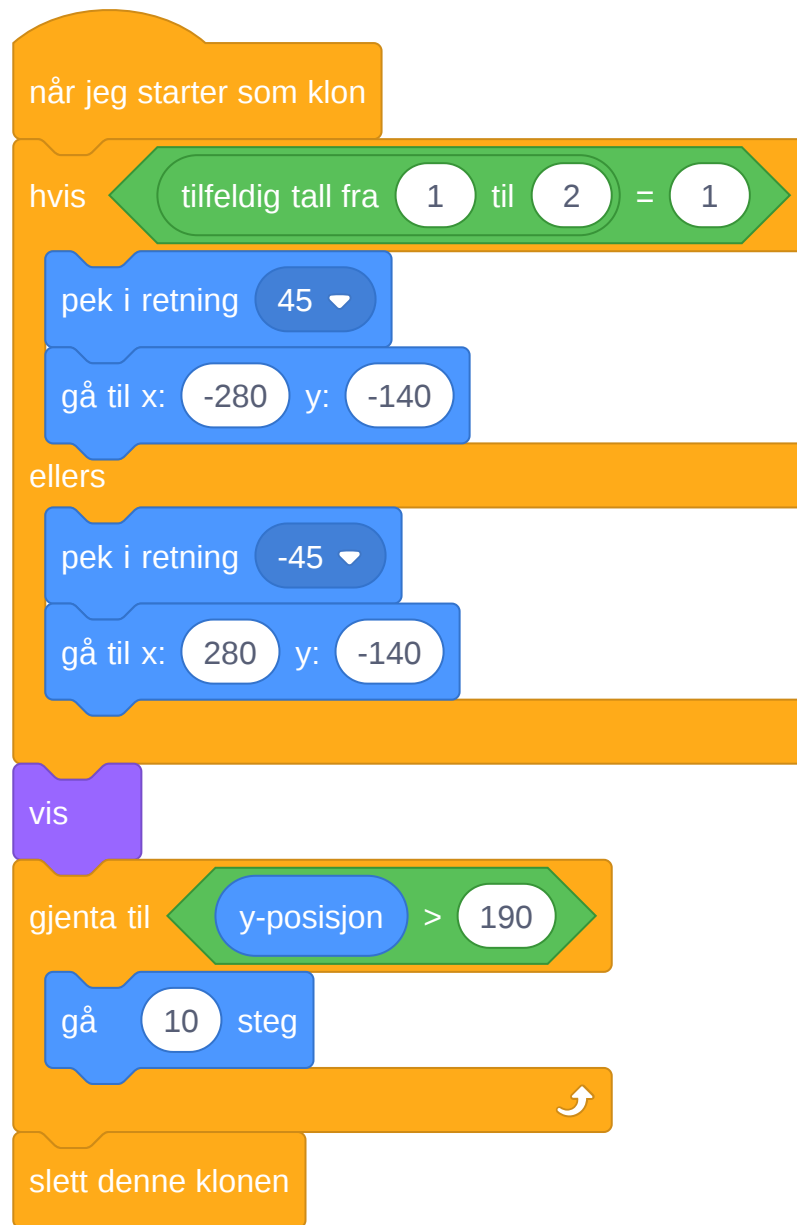 når jeg starter som klon
hvis tilfeldig tall fra 1 til 2 = 1
pek i retning 45
gå til x: -280 y: -140
ellers
pek i retning -45
gå til x: 280 y: -140
vis
gjenta til y-posisjon > 190
gå 10 steg
slett denne klonen